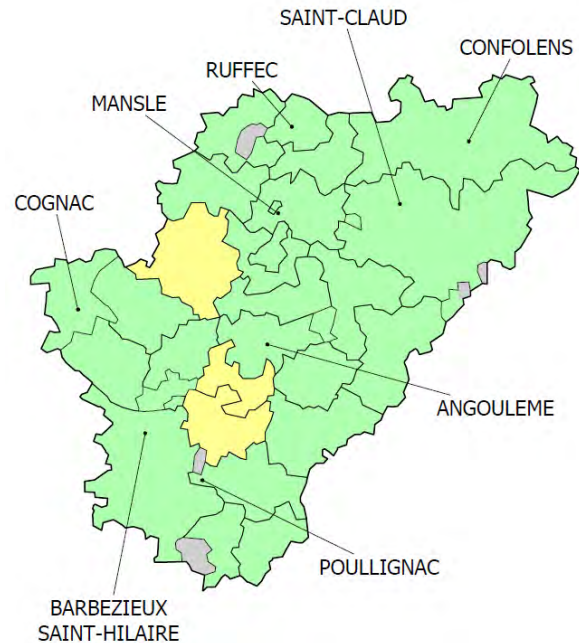 SAINT-CLAUD
CONFOLENS
RUFFEC
MANSLE
COGNAC
ANGOULEME
POULLIGNAC
BARBEZIEUX
SAINT-HILAIRE